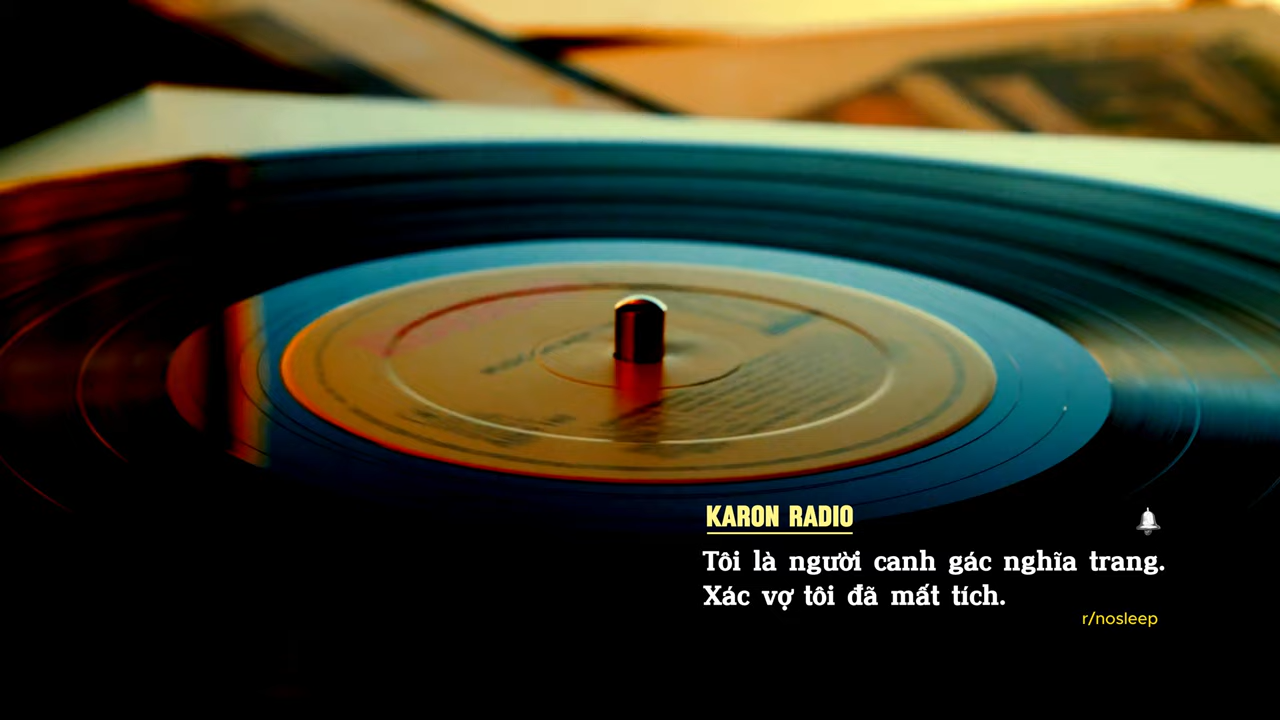 KARON RADIO
Tôi là người canh gác nghĩa trang.
Xác vợ tôi đã mất tích.
r/nosleep